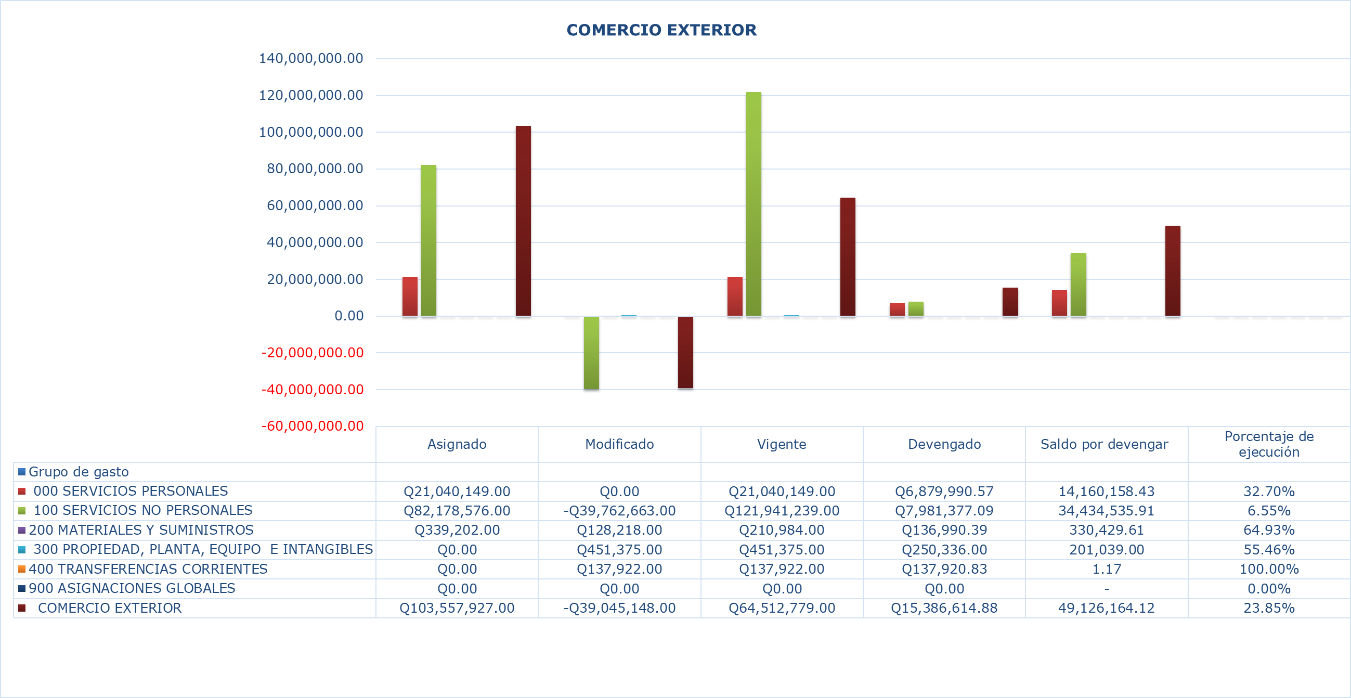 COMERCIO EXTERIOR
140,000,000.00
120,000,000.00
100,000,000.00
80,000,000.00
60,000,000.00
40,000,000.00
20,000,000.00
0.00
-20,000,000.00
-40,000,000.00
-60,000,000.00
Asignado Modificado Vigente Devengado Saldo por devengar Porcentaje de
ejecución
Grupo de gasto
000 SERVICIOS PERSONALES Q21,040,149.00 Q0.00 Q21,040,149.00 Q6,879,990.57 14,160,158.43 32.70%
100 SERVICIOS NO PERSONALES Q82,178,576.00 -Q39,762,663.00 Q121,941,239.00 Q7,981,377.09 34,434,535.91 6.55%
200 MATERIALES Y SUMINISTROS Q339,202.00 Q128,218.00 Q210,984.00 Q136,990.39 330,429.61 64.93%
300 PROPIEDAD, PLANTA, EQUIPO E INTANGIBLES Q0.00 Q451,375.00 Q451,375.00 Q250,336.00 201,039.00 55.46%
400 TRANSFERENCIAS CORRIENTES Q0.00 Q137,922.00 Q137,922.00 Q137,920.83 1.17 100.00%
900 ASIGNACIONES GLOBALES Q0.00 Q0.00 Q0.00 Q0.00 - 0.00%
COMERCIO EXTERIOR Q103,557,927.00 -Q39,045,148.00 Q64,512,779.00 Q15,386,614.88 49,126,164.12 23.85%